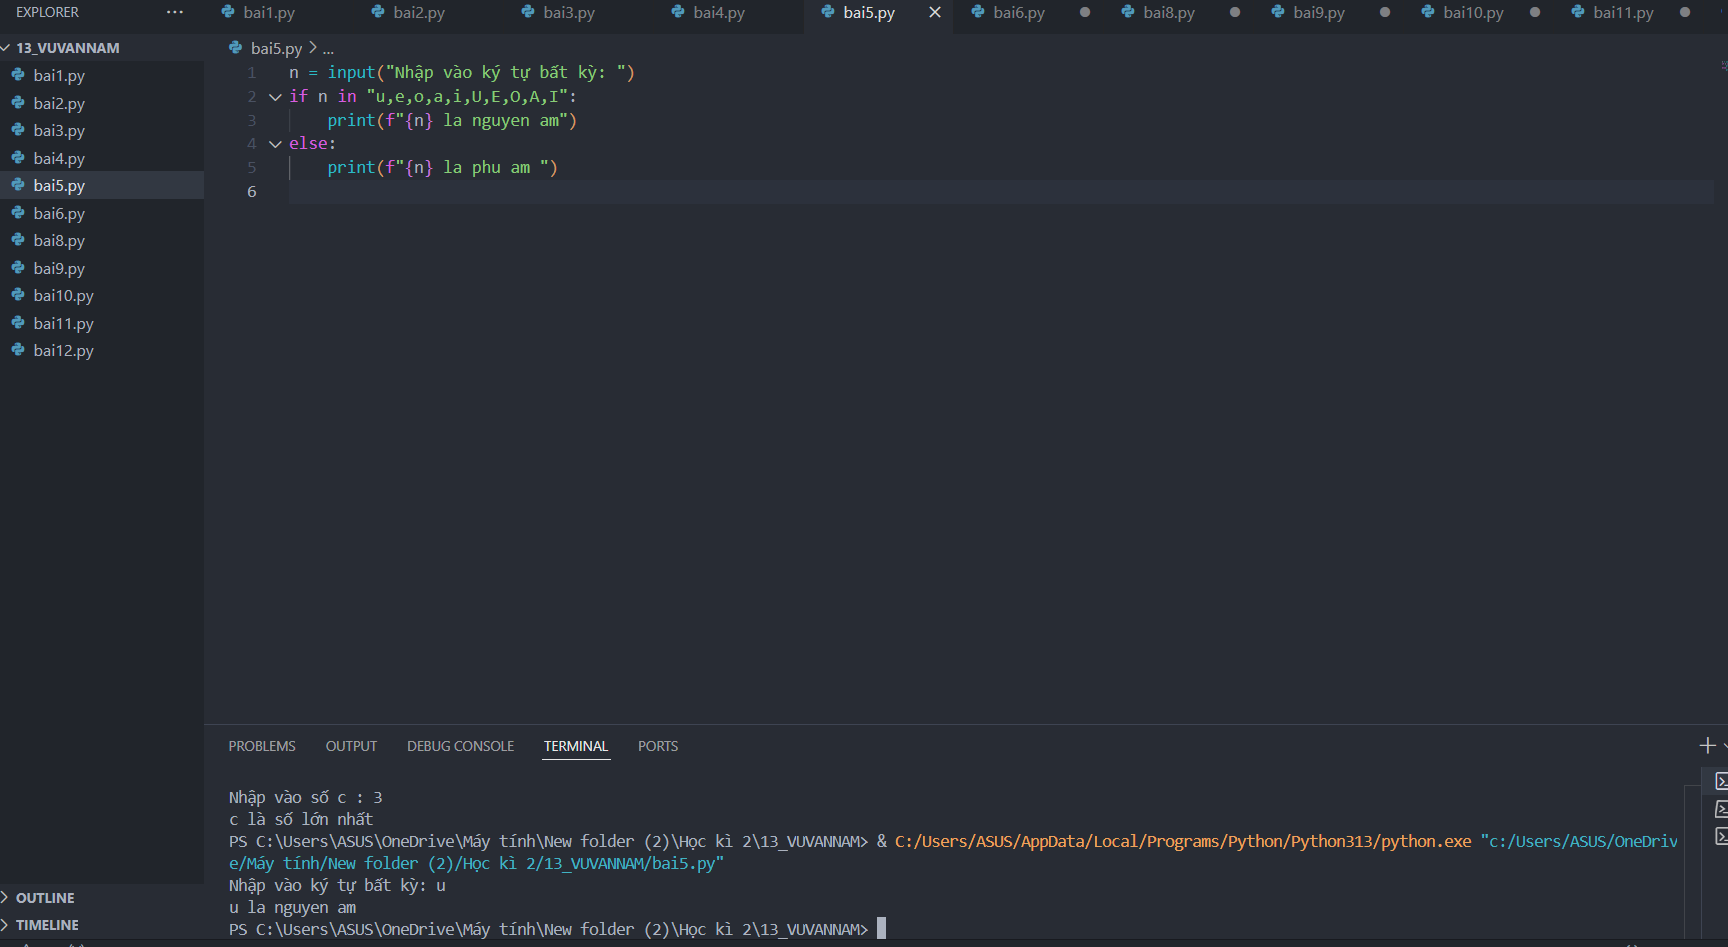 EXPLORER ...
bai1.py bai2.py bai3.py bai4.py bai5.py bai6.py bai8.py bai9.py bai10.py bai11.py
13_VUVANNAM
bai1.py
bai2.py
bai3.py
bai4.py
bai5.py
bai6.py
bai8.py
bai9.py
bai10.py
bai11.py
bai12.py
OUTLINE
TIMELINE
bai5.py > ...
1 n = input("Nhập vào ký tự bất kỳ: ")
2 if n in "u,e,o,a,i,U,E,O,A,I":
3 print(f"{n} la nguyen am")
4 else:
5 print(f"{n} la phu am ")
6
PROBLEMS OUTPUT DEBUG CONSOLE TERMINAL PORTS
Nhập vào số c : 3
c là số lớn nhất
PS C:\Users\ASUS\OneDrive\Máy tính\New folder (2)\Học kì 2\13_VUVANNAM> & C:/Users/ASUS/AppData/Local/Programs/Python/Python313/python.exe "c:/Users/ASUS/OneDriv
e/Máy tính/New folder (2)/Học kì 2/13_VUVANNAM/bai5.py"
Nhập vào ký tự bất kỳ: u
u la nguyen am
PS C:\Users\ASUS\OneDrive\Máy tính\New folder (2)\Học kì 2\13_VUVANNAM>